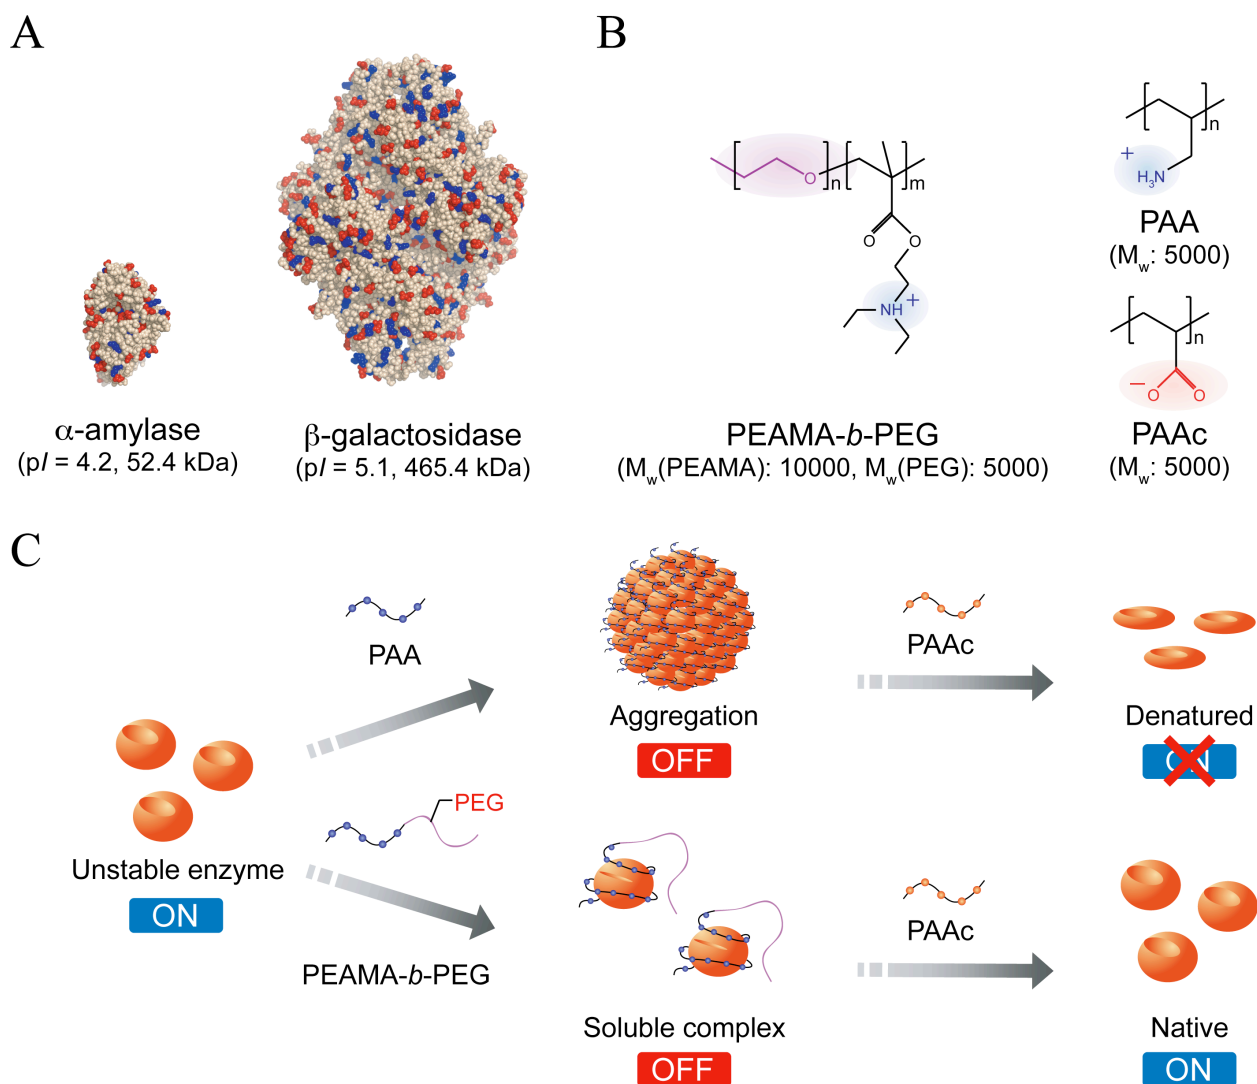 A
α-amylase
(pI = 4.2, 52.4 kDa)
β-galactosidase
(pI = 5.1, 465.4 kDa)
B
O
n
m
O
O
NH
+
PEAMA-b-PEG
(Mw(PEAMA): 10000, Mw(PEG): 5000)
n
+
H3N
PAA
(Mw: 5000)
n
−
O
O
PAAc
(Mw: 5000)
C
Unstable enzyme
ON
PAA
Aggregation
OFF
PAAc
Denatured
ON
PEG
PEAMA-b-PEG
Soluble complex
OFF
PAAc
Native
ON